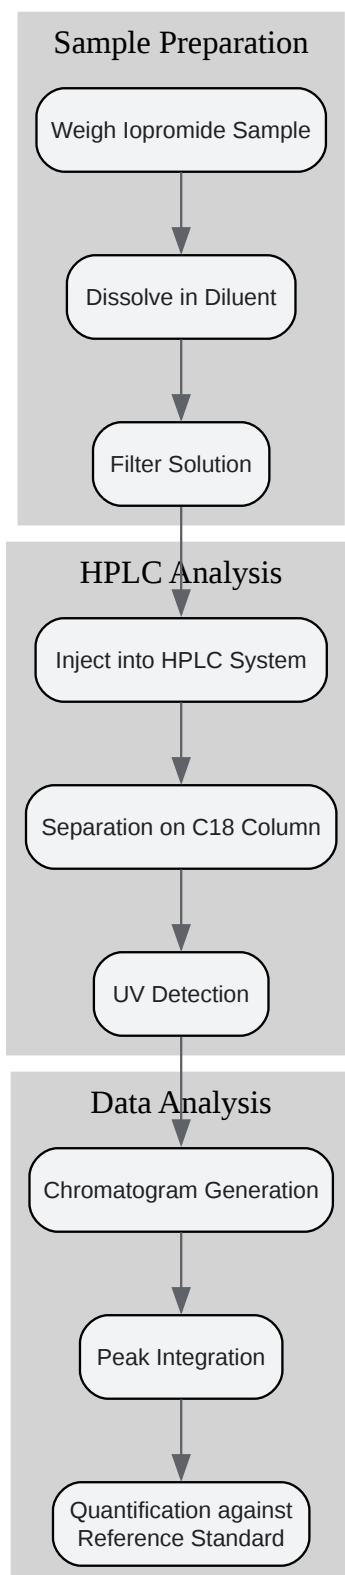 Sample Preparation
Weigh Iopromide Sample
Dissolve in Diluent
Filter Solution
HPLC Analysis
Inject into HPLC System
Separation on C18 Column
UV Detection
Data Analysis
Chromatogram Generation
Peak Integration
Quantification against
Reference Standard